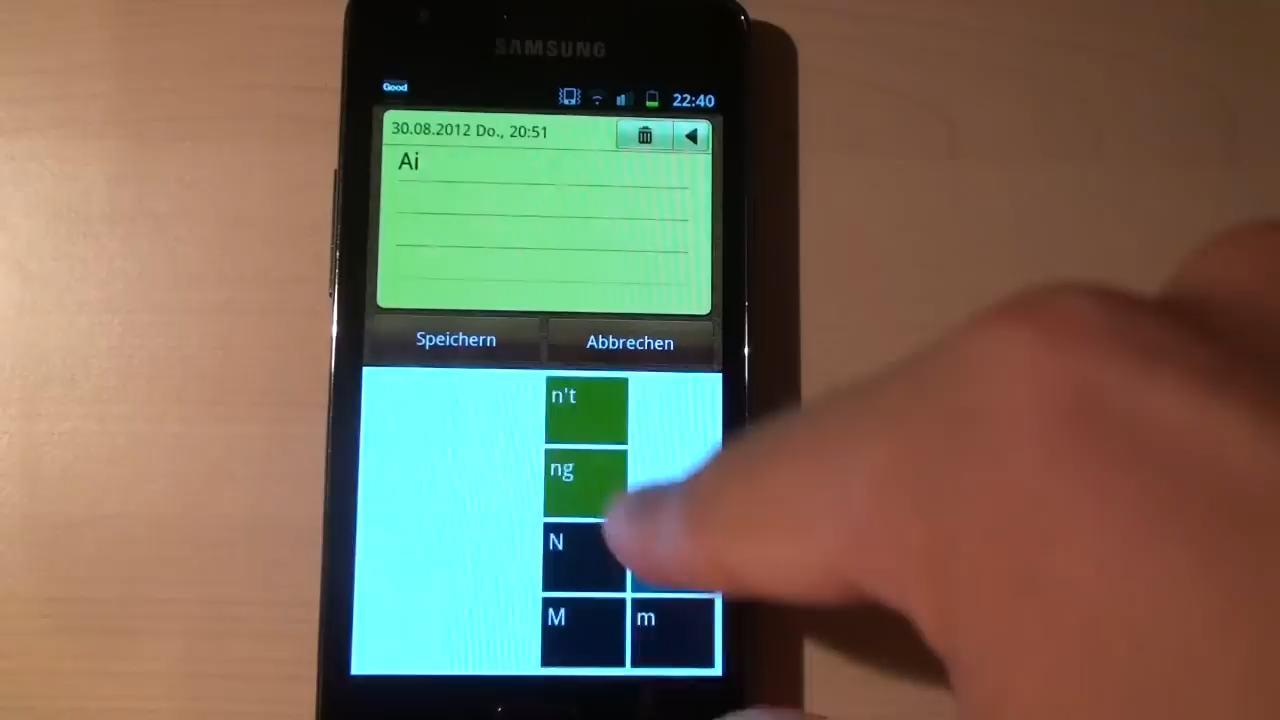 SAMSUNG
Good
22:40
30.08.2012 Do., 20:51
Ai
Speichern
Abbrechen
n't
ng
N
M
m